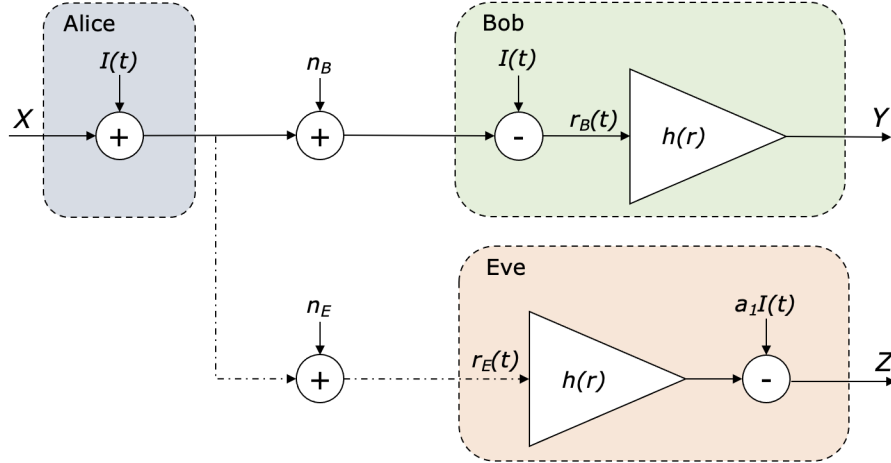 Alice
I(t)
X
+
n_B
+
Bob
I(t)
-
r_B(t)
h(r)
Y
n_E
+
Eve
r_E(t)
h(r)
a_1I(t)
-
Z